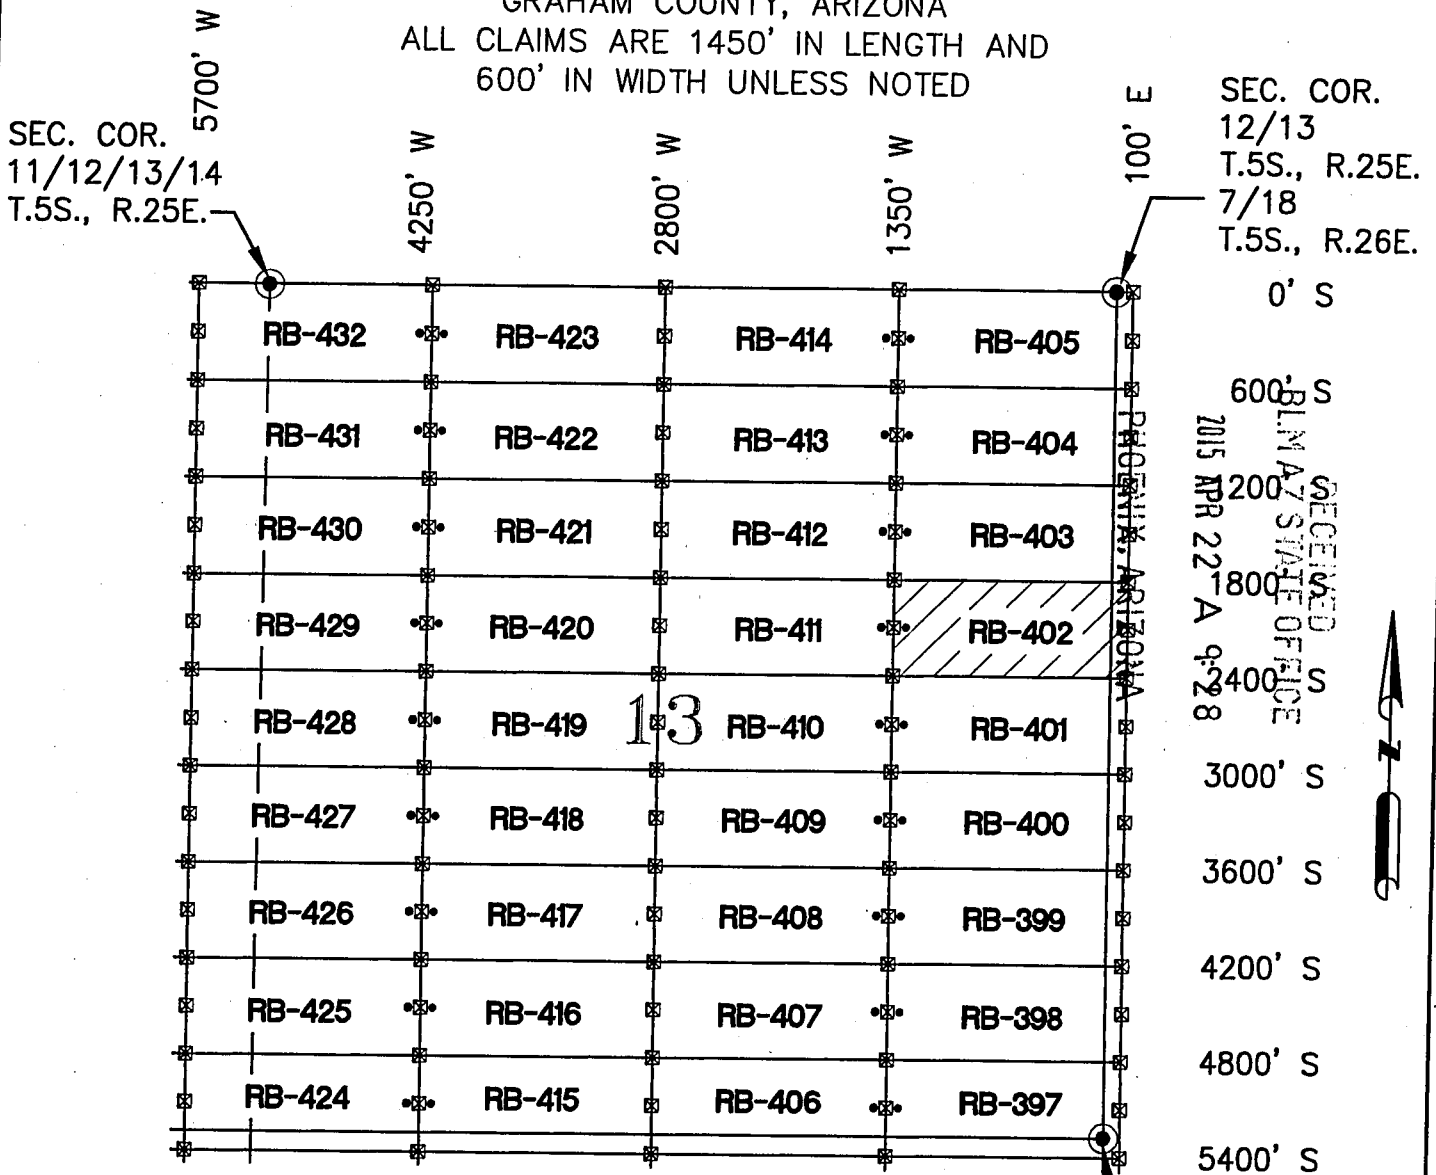 GRAHAM COUNTY, ARIZONA
ALL CLAIMS ARE 1450' IN LENGTH AND
600' IN WIDTH UNLESS NOTED
5700' W
4250' W
2800' W
1350' W
100' E
SEC. COR.
11/12/13/14
T.5S., R.25E.
SEC. COR.
12/13
T.5S., R.25E.
7/18
T.5S., R.26E.
0' S
RB-432 RB-423 RB-414 RB-405
600' S
RB-431 RB-422 RB-413 RB-404
1200' S
RB-430 RB-421 RB-412 RB-403
1800' S
RB-429 RB-420 RB-411 RB-402
2400' S
RB-428 RB-419 13 RB-410 RB-401
3000' S
RB-427 RB-418 RB-409 RB-400
3600' S
RB-426 RB-417 RB-408 RB-399
4200' S
RB-425 RB-416 RB-407 RB-398
4800' S
RB-424 RB-415 RB-406 RB-397
5400' S
RECEIVED
BLM AZ STATE OFFICE
2015 APR 22 A 9:28
PHOENIX, ARIZONA
N